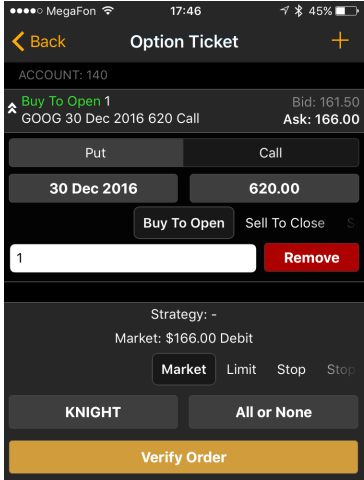 MegaFon 17:46 45%
Back Option Ticket +
ACCOUNT: 140
Buy To Open 1 Bid: 161.50
GOOG 30 Dec 2016 620 Call Ask: 166.00
Put Call
30 Dec 2016 620.00
Buy To Open Sell To Close S
1 Remove
Strategy: -
Market: $166.00 Debit
Market Limit Stop Stop
KNIGHT All or None
Verify Order